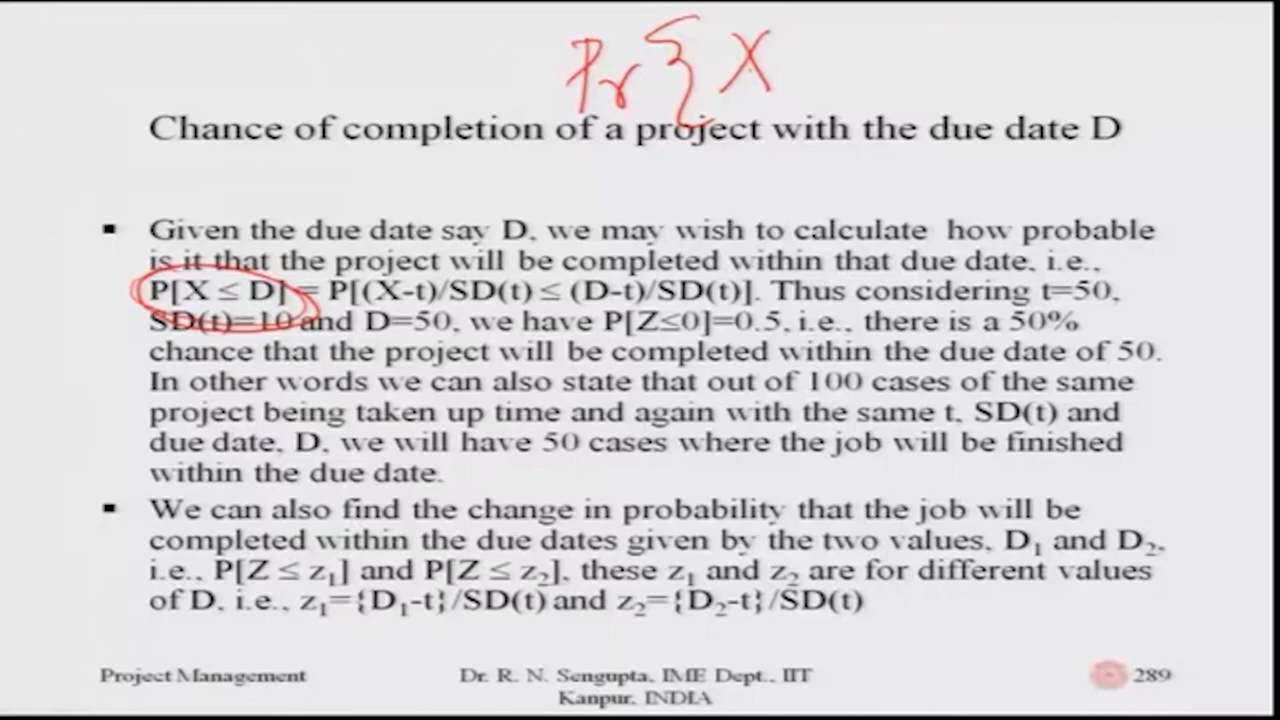 Pr { X
Chance of completion of a project with the due date D
▪ Given the due date say D, we may wish to calculate how probable
is it that the project will be completed within that due date, i.e.,
P[X ≤ D] = P[(X-t)/SD(t) ≤ (D-t)/SD(t)]. Thus considering t=50,
SD(t)=10 and D=50, we have P[Z≤0]=0.5, i.e., there is a 50%
chance that the project will be completed within the due date of 50.
In other words we can also state that out of 100 cases of the same
project being taken up time and again with the same t, SD(t) and
due date, D, we will have 50 cases where the job will be finished
within the due date.
▪ We can also find the change in probability that the job will be
completed within the due dates given by the two values, D₁ and D₂,
i.e., P[Z ≤ z₁] and P[Z ≤ z₂], these z₁ and z₂ are for different values
of D, i.e., z₁={D₁-t}/SD(t) and z₂={D₂-t}/SD(t)
Project Management
Dr. R. N. Sengupta, IME Dept., IIT
Kanpur, INDIA
289